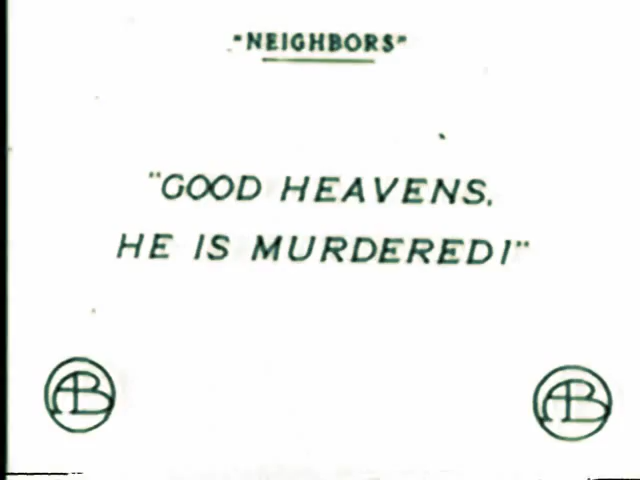 "NEIGHBORS"
"GOOD HEAVENS,
HE IS MURDERED!"
AB AB